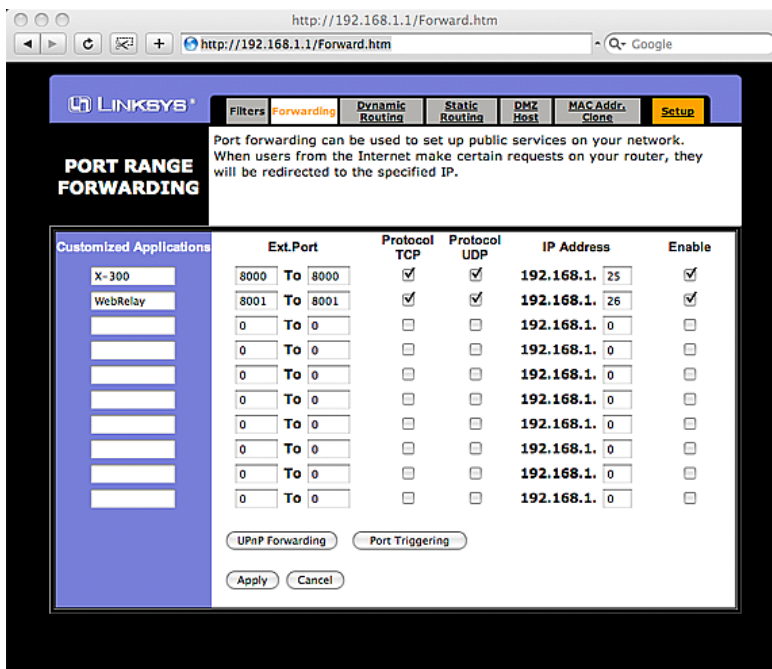 http://192.168.1.1/Forward.htm
http://192.168.1.1/Forward.htm
Google
LINKSYS®
Filters
Forwarding
Dynamic
Routing
Static
Routing
DMZ
Host
MAC Addr.
Clone
Setup
PORT RANGE
FORWARDING
Port forwarding can be used to set up public services on your network.
When users from the Internet make certain requests on your router, they
will be redirected to the specified IP.
Customized Applications
Ext.Port
Protocol
TCP
Protocol
UDP
IP Address
Enable
X-300 8000 To 8000 192.168.1. 25
WebRelay 8001 To 8001 192.168.1. 26
0 To 0 192.168.1. 0
0 To 0 192.168.1. 0
0 To 0 192.168.1. 0
0 To 0 192.168.1. 0
0 To 0 192.168.1. 0
0 To 0 192.168.1. 0
0 To 0 192.168.1. 0
0 To 0 192.168.1. 0
UPnP Forwarding
Port Triggering
Apply
Cancel